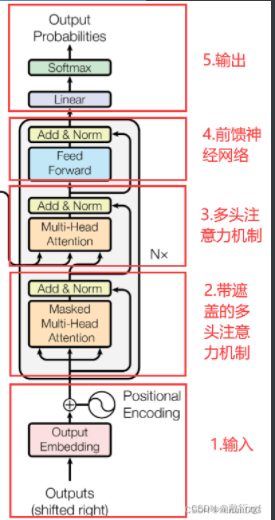 Output
Probabilities
Softmax
5.输出
Linear
Add & Norm
Feed
Forward
4.前馈神
经网络
Add & Norm
Multi-Head
Attention
3.多头注
意力机制
N×
Add & Norm
Masked
Multi-Head
Attention
2.带遮
盖的多
头注意
力机制
Positional
Encoding
Output
Embedding
1.输入
Outputs
(shifted right)